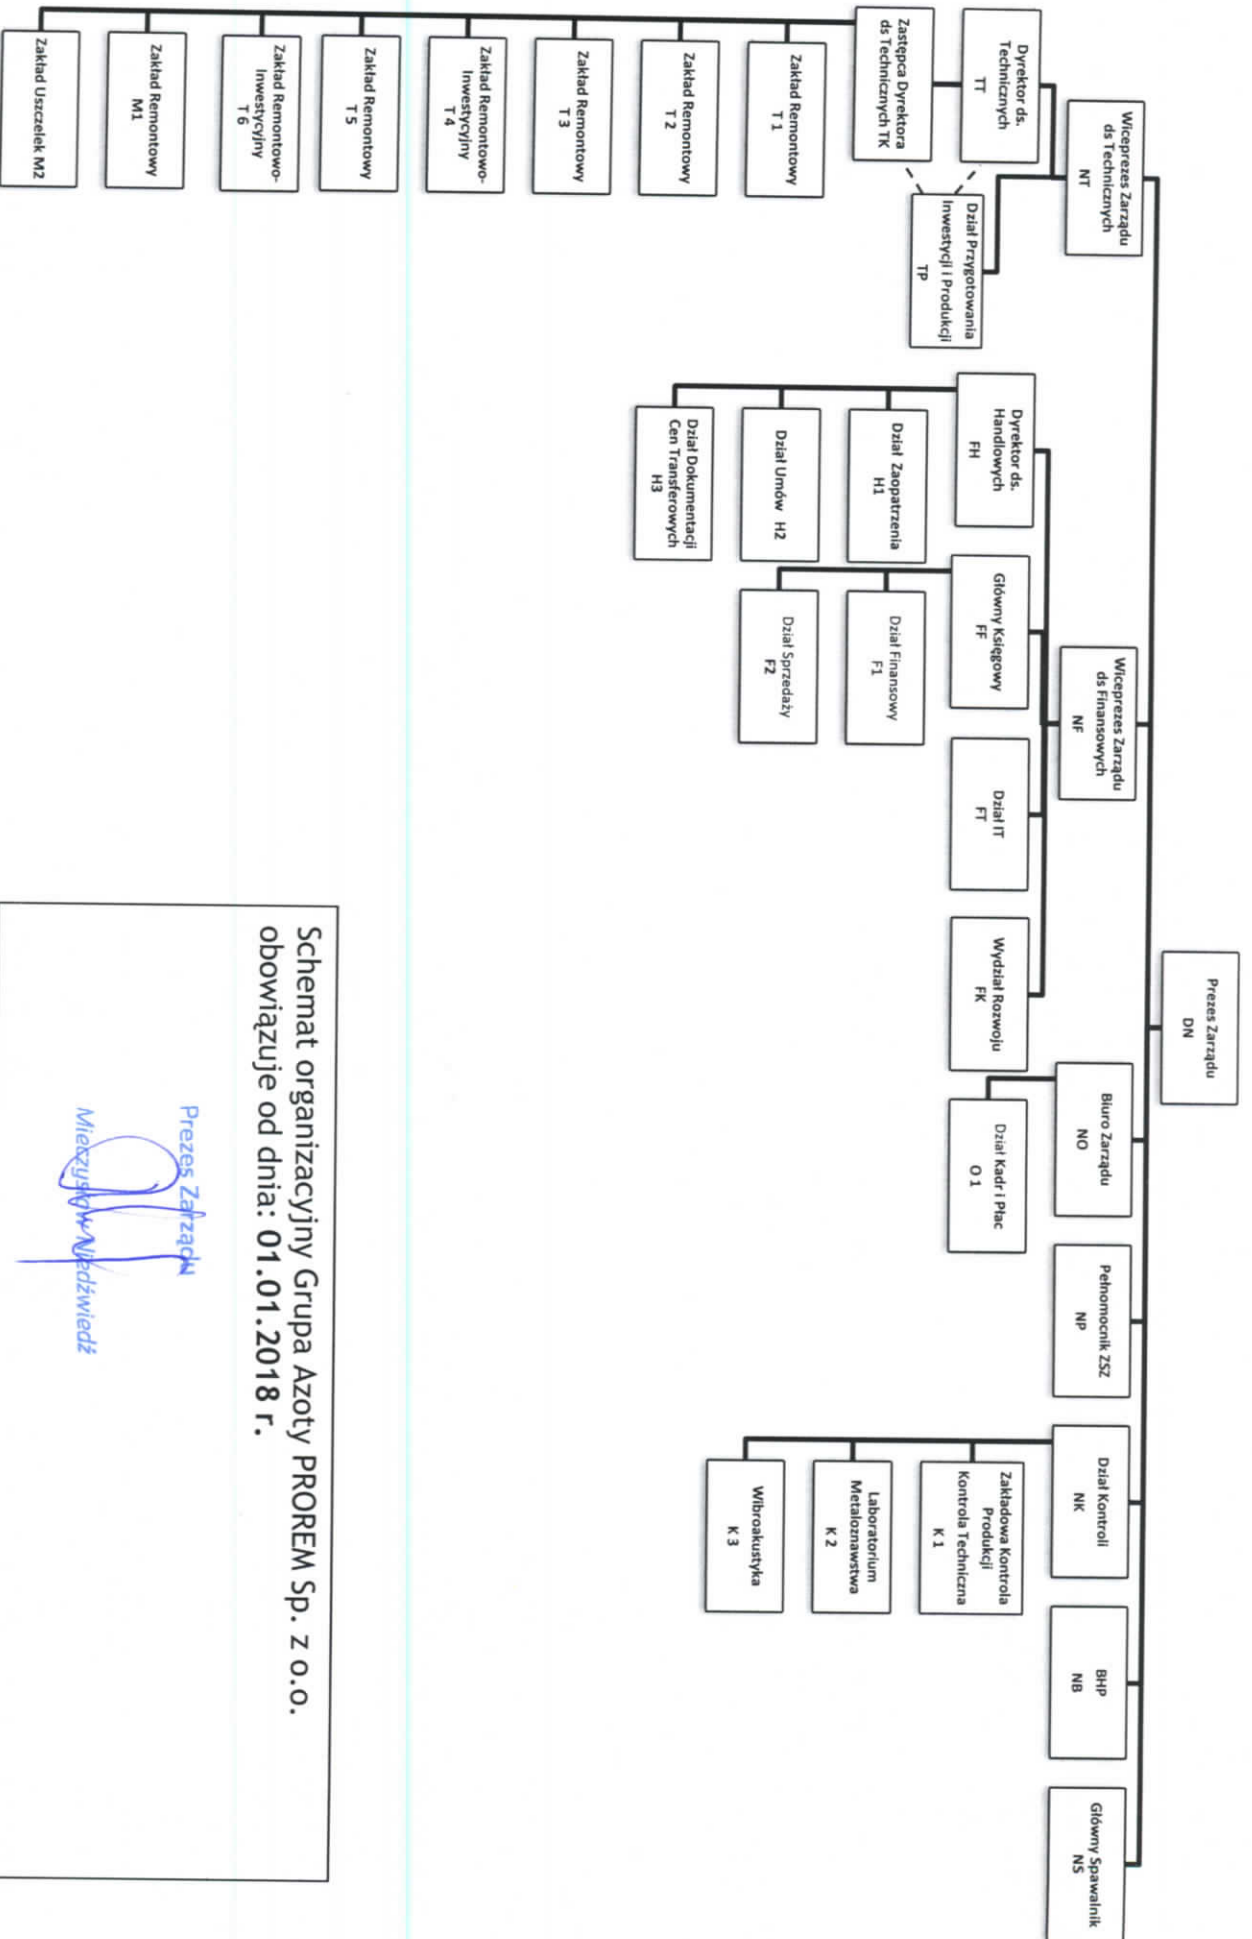 Prezes Zarządu
DN
Wiceprezes Zarządu
ds Technicznych
NT
Wiceprezes Zarządu
ds Finansowych
NF
Biuro Zarządu
NO
Pełnomocnik ZSZ
NP
Dział Kontroli
NK
BHP
NB
Główny Spawalnik
NS
Dyrektor ds.
Technicznych
TT
Dział Przygotowania
Inwestycji i Produkcji
TP
Zastępca Dyrektora
ds Technicznych TK
Zakład Remontowy
T 1
Zakład Remontowy
T 2
Zakład Remontowy
T 3
Zakład Remontowo-
Inwestycyjny
T 4
Zakład Remontowy
T 5
Zakład Remontowo-
Inwestycyjny
T 6
Zakład Remontowy
M1
Zakład Uszczelek M2
Dyrektor ds.
Handlowych
FH
Dział Zaopatrzenia
H1
Dział Umów H2
Dział Dokumentacji
Cen Transferowych
H3
Główny Księgowy
FF
Dział Finansowy
F1
Dział Sprzedaży
F2
Dział IT
FT
Wydział Rozwoju
FK
Dział Kadr i Płac
O 1
Zakładowa Kontrola
Produkcji
Kontrola Techniczna
K 1
Laboratorium
Metaloznawstwa
K 2
Wibroakustyka
K 3
Schemat organizacyjny Grupa Azoty PROREM Sp. z o.o.
obowiązuje od dnia: 01.01.2018 r.
Prezes Zarządu
Mieczysław Niedźwiedź